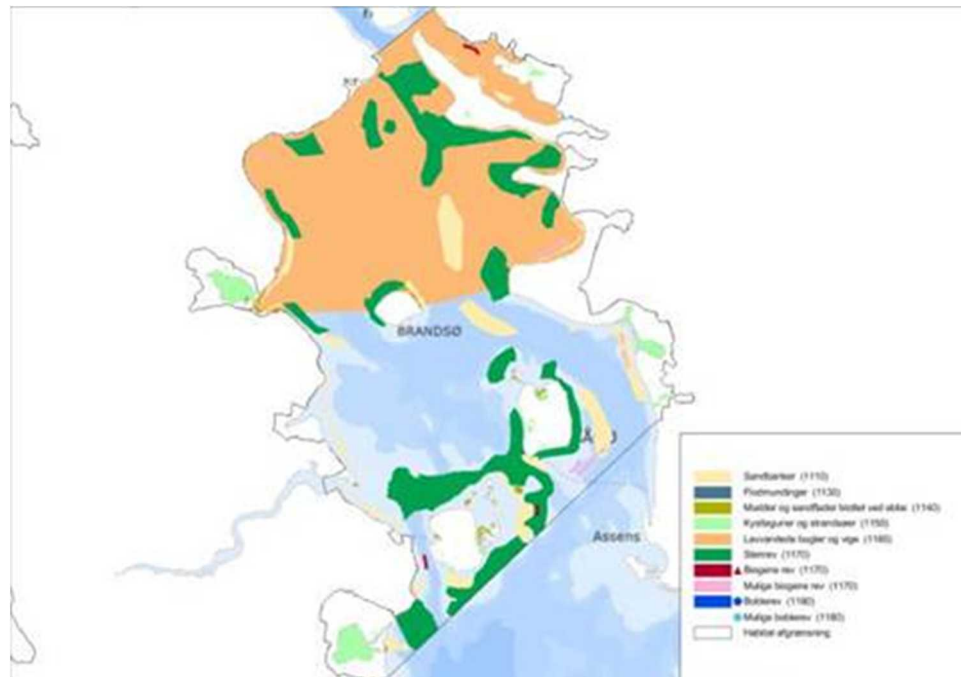 BRANDSØ
Assens
Sandbanker (1110)
Flodmundinger (1130)
Mudder og sandflader blottet ved ebbe (1140)
Kystlaguner og strandsøer (1150)
Lavvandede bugter og vige (1160)
Stenrev (1170)
Biogene rev (1170)
Mulige biogene rev (1170)
Boblerev (1180)
Mulige boblerev (1180)
Habitat afgrænsning